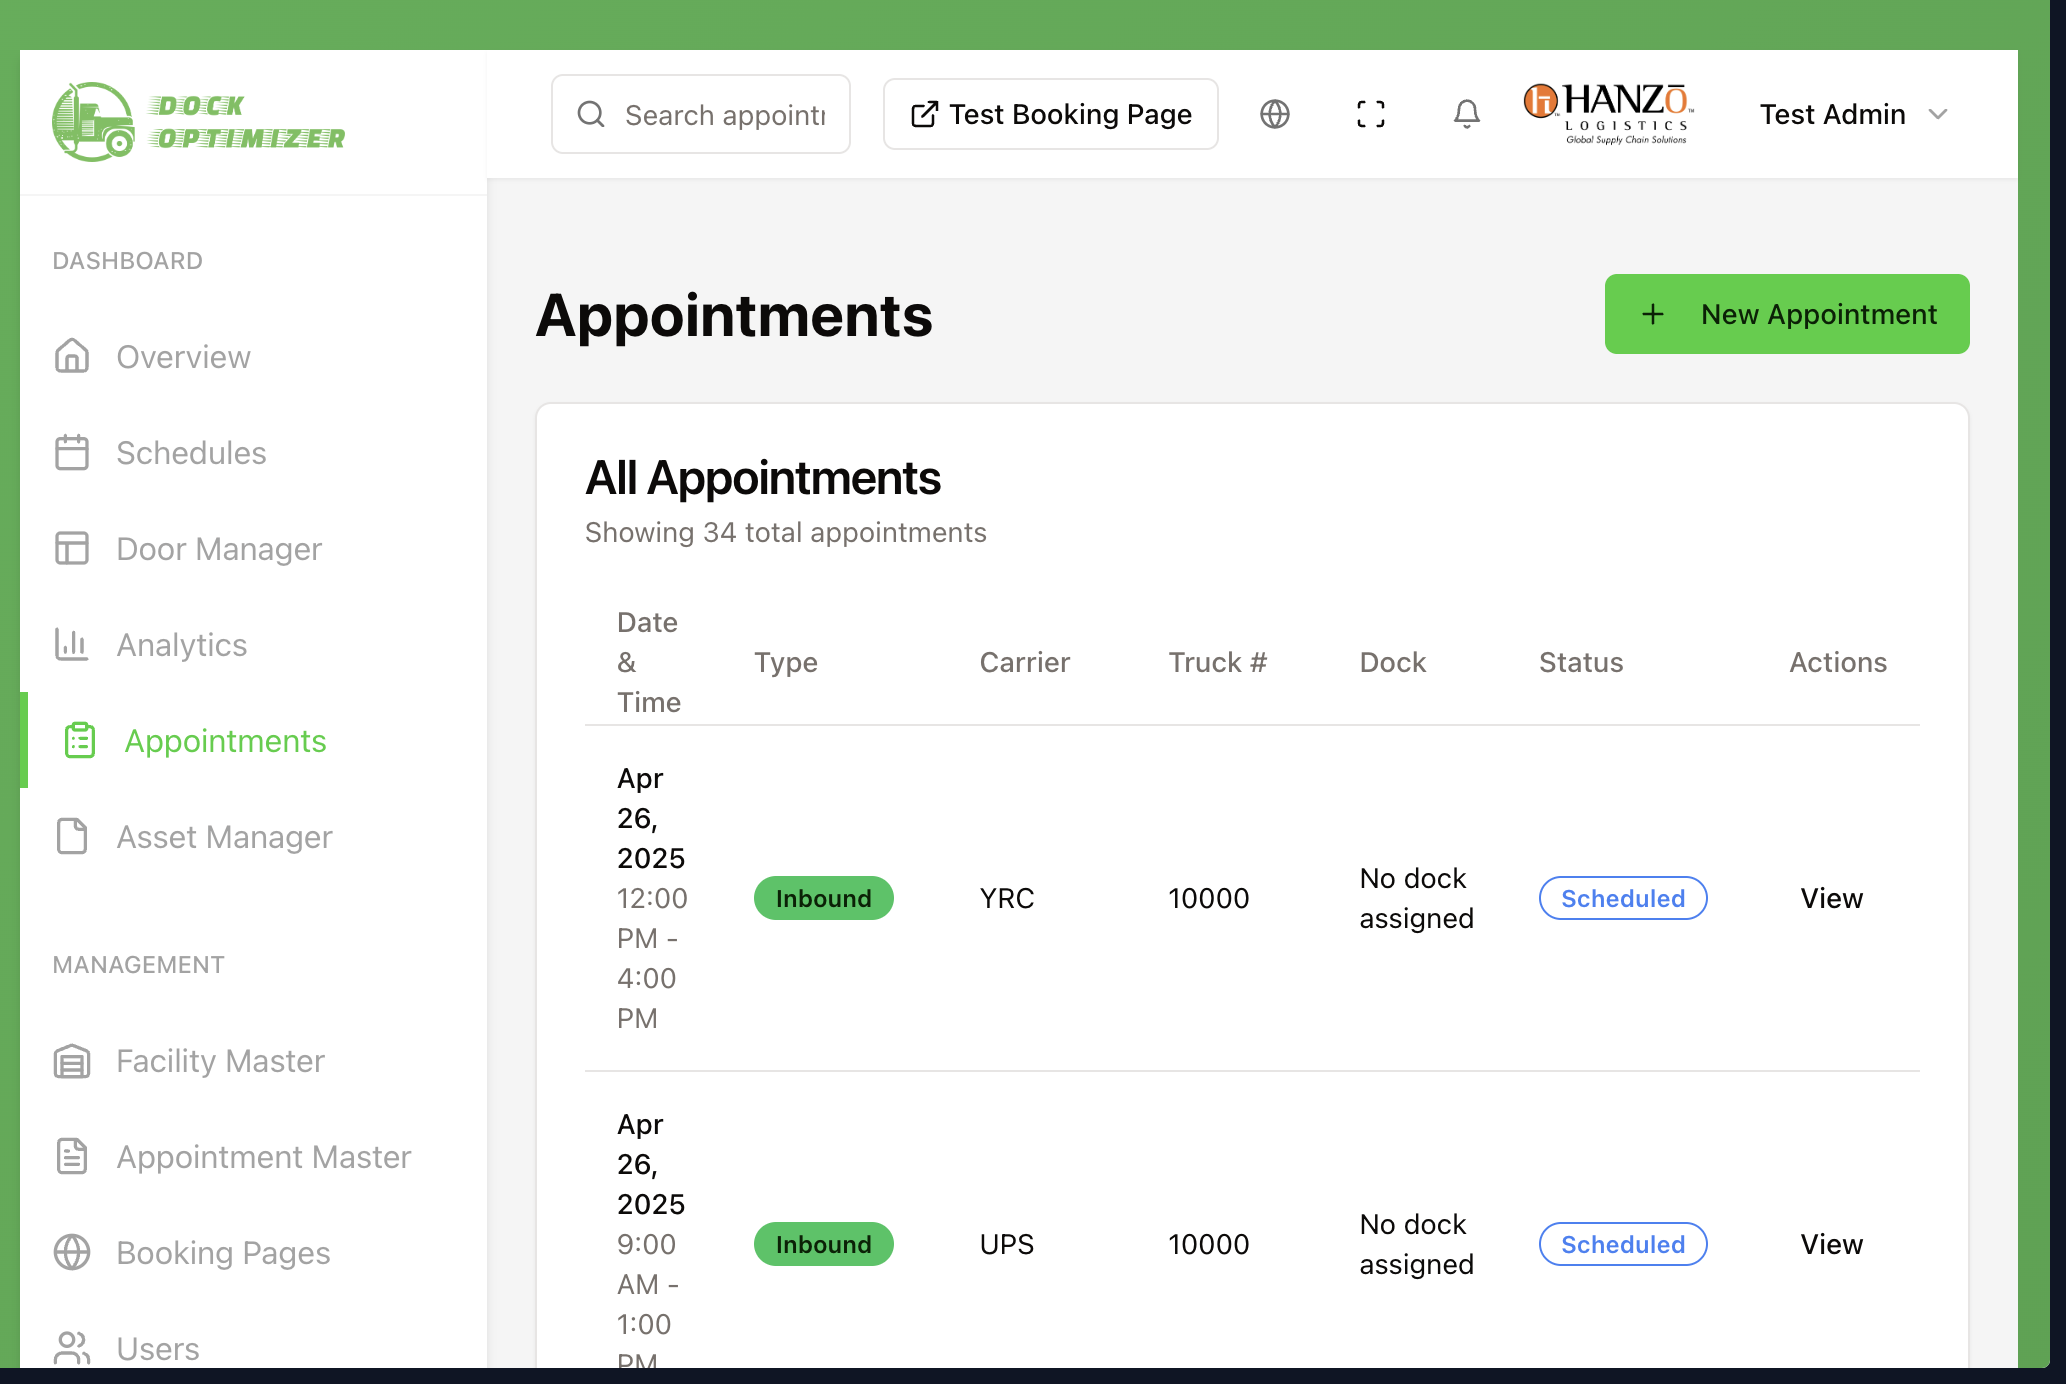 DOCK
OPTIMIZER
Search appointr
Test Booking Page
HANZō
LOGISTICS
Global Supply Chain Solutions
Test Admin
DASHBOARD
Overview
Schedules
Door Manager
Analytics
Appointments
Asset Manager
MANAGEMENT
Facility Master
Appointment Master
Booking Pages
Users
Appointments
New Appointment
All Appointments
Showing 34 total appointments
Date
&
Time
Type
Carrier
Truck #
Dock
Status
Actions
Apr
26,
2025
12:00
PM -
4:00
PM
Inbound
YRC
10000
No dock
assigned
Scheduled
View
Apr
26,
2025
9:00
AM -
1:00
PM
Inbound
UPS
10000
No dock
assigned
Scheduled
View